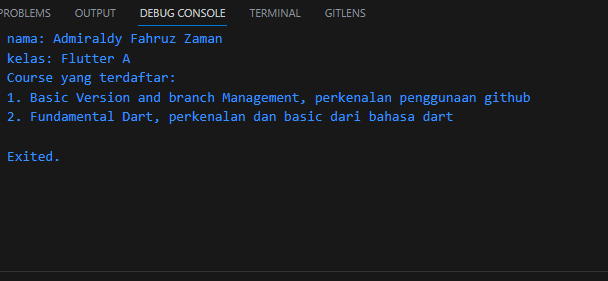 PROBLEMS OUTPUT DEBUG CONSOLE TERMINAL GITLENS
nama: Admiraldy Fahruz Zaman
kelas: Flutter A
Course yang terdaftar:
1. Basic Version and branch Management, perkenalan penggunaan github
2. Fundamental Dart, perkenalan dan basic dari bahasa dart
Exited.